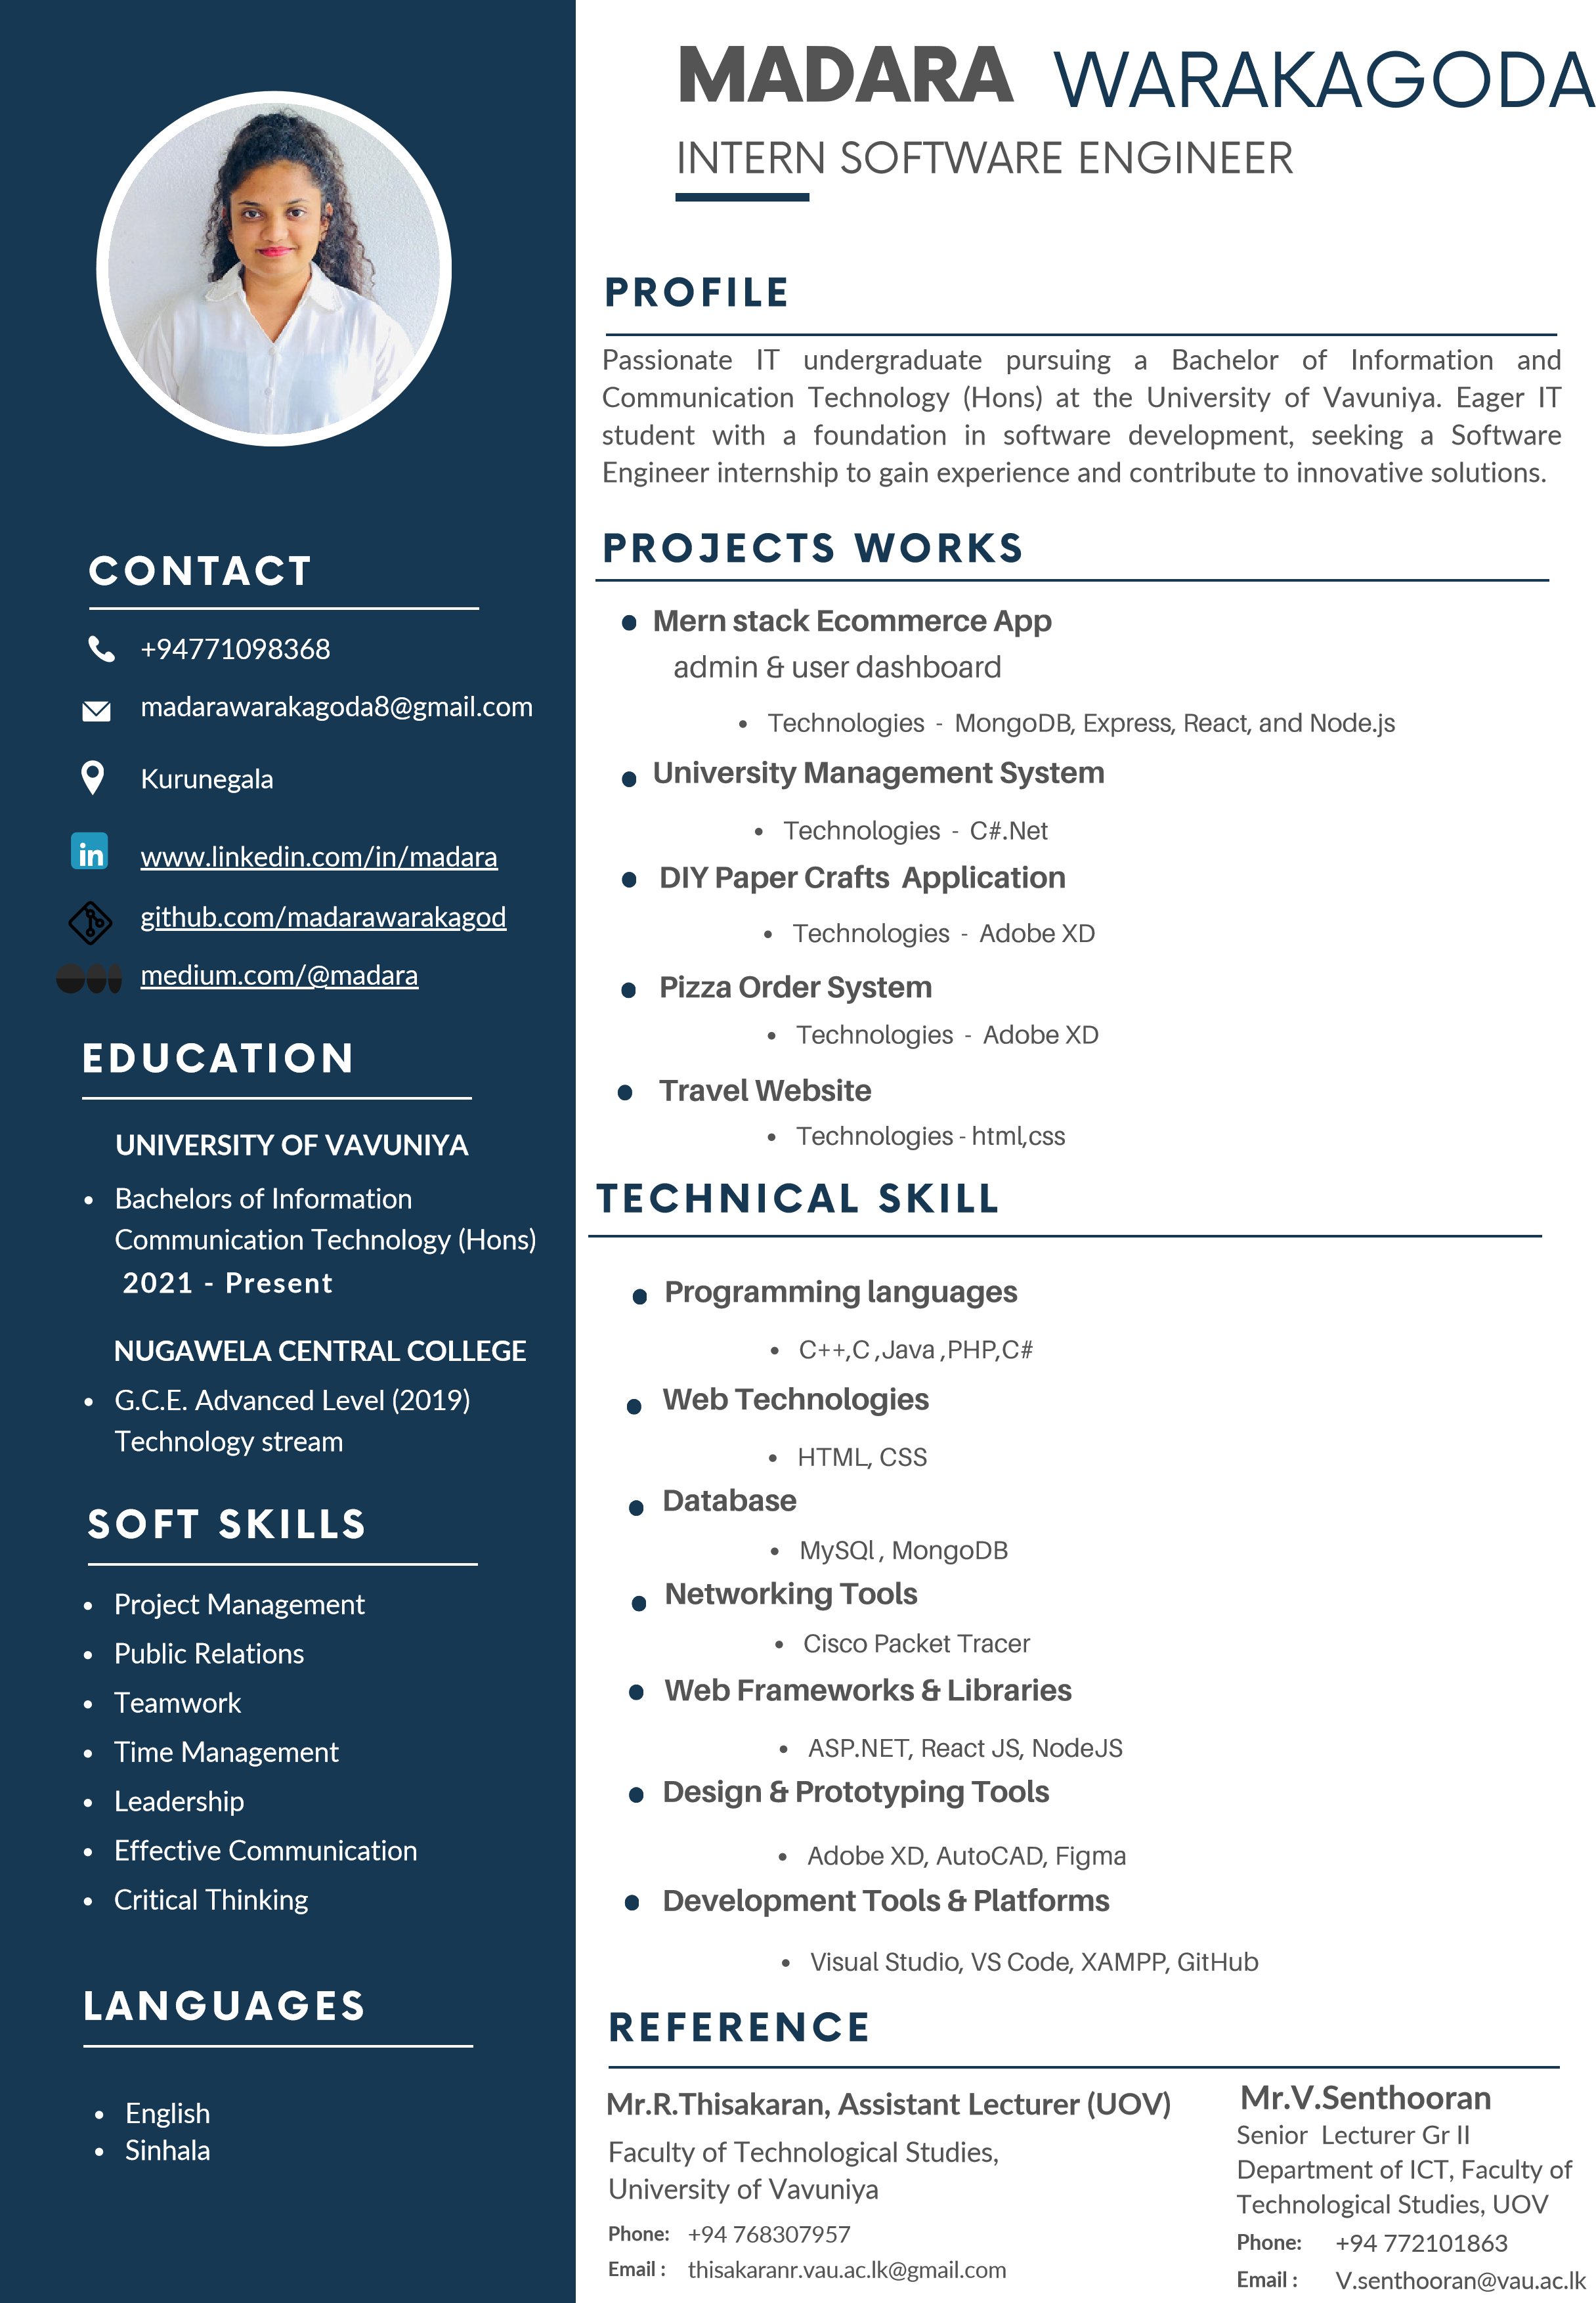 MADARA WARAKAGODA
INTERN SOFTWARE ENGINEER
CONTACT
+94771098368
madarawarakagoda8@gmail.com
Kurunegala
in
www.linkedin.com/in/madara
github.com/madarawarakagod
medium.com/@madara
EDUCATION
UNIVERSITY OF VAVUNIYA
• Bachelors of Information
Communication Technology (Hons)
2021 - Present
NUGAWELA CENTRAL COLLEGE
• G.C.E. Advanced Level (2019)
Technology stream
SOFT SKILLS
• Project Management
• Public Relations
• Teamwork
• Time Management
• Leadership
• Effective Communication
• Critical Thinking
LANGUAGES
• English
• Sinhala
PROFILE
Passionate IT undergraduate pursuing a Bachelor of Information and
Communication Technology (Hons) at the University of Vavuniya. Eager IT
student with a foundation in software development, seeking a Software
Engineer internship to gain experience and contribute to innovative solutions.
PROJECTS WORKS
• Mern stack Ecommerce App
admin & user dashboard
• Technologies - MongoDB, Express, React, and Node.js
• University Management System
• Technologies - C#.Net
• DIY Paper Crafts Application
• Technologies - Adobe XD
• Pizza Order System
• Technologies - Adobe XD
• Travel Website
• Technologies - html,css
TECHNICAL SKILL
• Programming languages
• C++,C ,Java ,PHP,C#
• Web Technologies
• HTML, CSS
• Database
• MySQl , MongoDB
• Networking Tools
• Cisco Packet Tracer
• Web Frameworks & Libraries
• ASP.NET, React JS, NodeJS
• Design & Prototyping Tools
• Adobe XD, AutoCAD, Figma
• Development Tools & Platforms
• Visual Studio, VS Code, XAMPP, GitHub
REFERENCE
Mr.R.Thisakaran, Assistant Lecturer (UOV)
Faculty of Technological Studies,
University of Vavuniya
Phone: +94 768307957
Email : thisakaranr.vau.ac.lk@gmail.com
Mr.V.Senthooran
Senior Lecturer Gr II
Department of ICT, Faculty of
Technological Studies, UOV
Phone: +94 772101863
Email : V.senthooran@vau.ac.lk